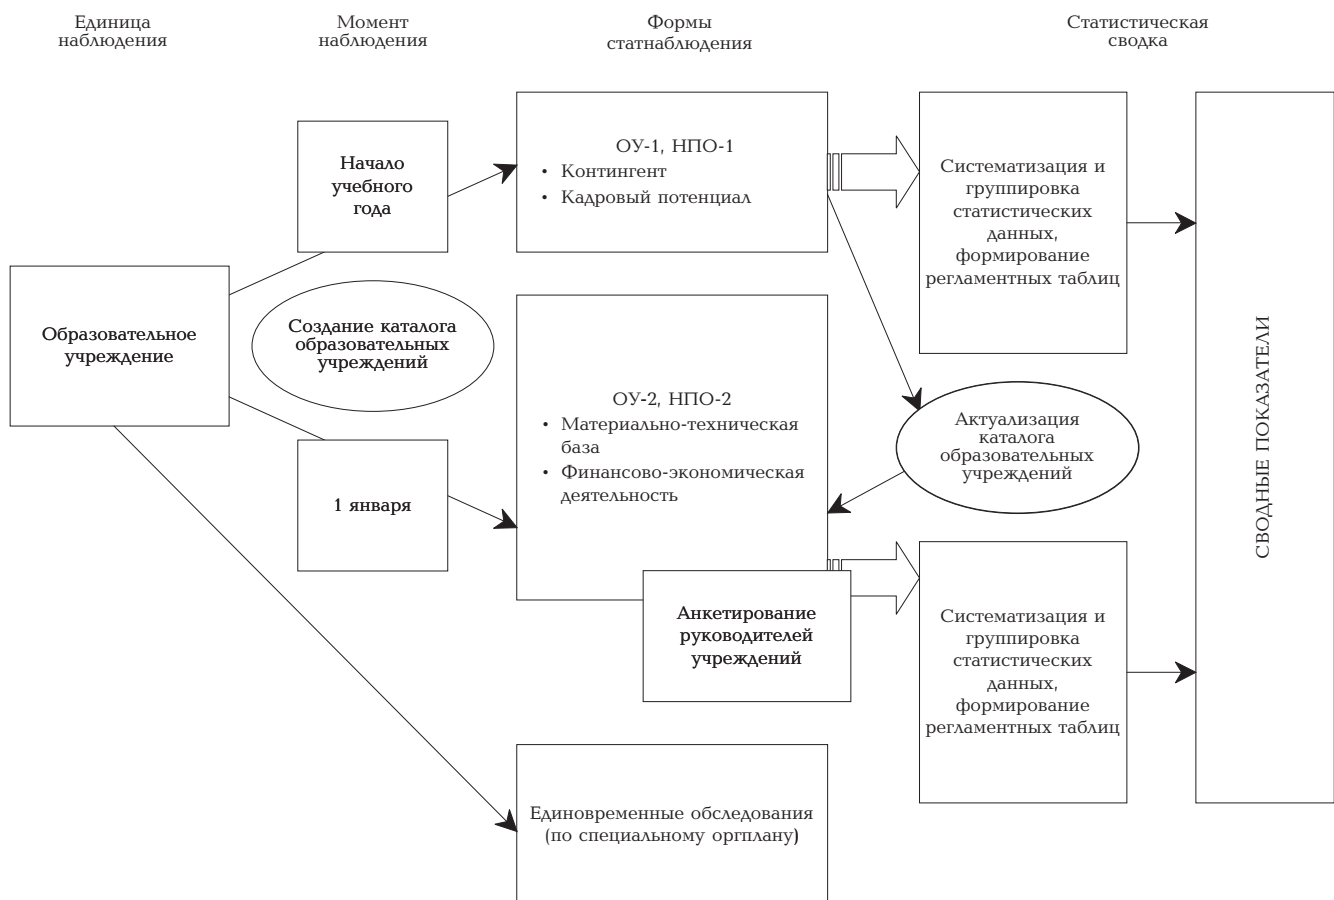 Единица
наблюдения
Момент
наблюдения
Формы
статнаблюдения
Статистическая
сводка
Образовательное
учреждение
Начало
учебного
года
Создание каталога
образовательных
учреждений
1 января
ОУ-1, НПО-1
• Контингент
• Кадровый потенциал
ОУ-2, НПО-2
• Материально-техническая
база
• Финансово-экономическая
деятельность
Анкетирование
руководителей
учреждений
Единовременные обследования
(по специальному оргплану)
Систематизация и
группировка
статистических
данных,
формирование
регламентных таблиц
Актуализация
каталога
образовательных
учреждений
Систематизация и
группировка
статистических
данных,
формирование
регламентных таблиц
СВОДНЫЕ ПОКАЗАТЕЛИ